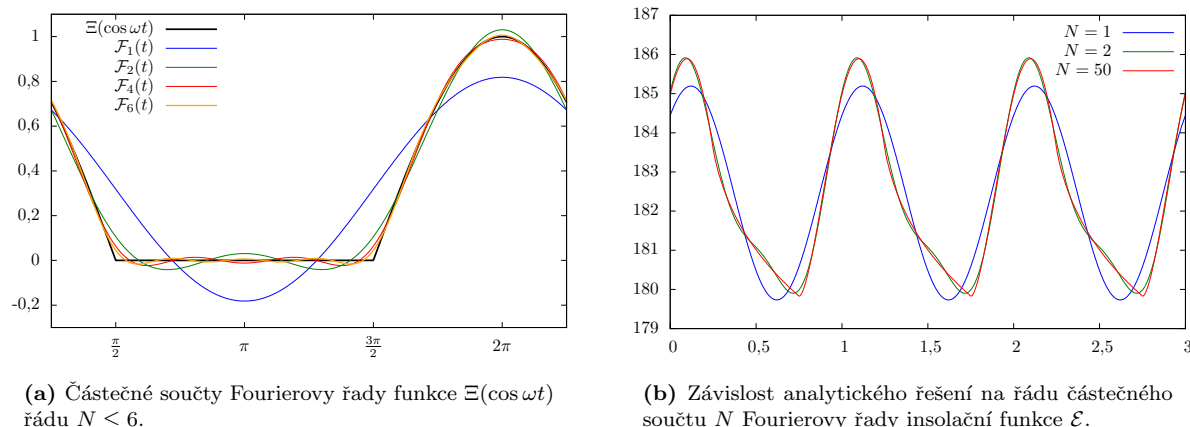 Ξ(cos ωt)
F₁(t)
F₂(t)
F₄(t)
F₆(t)
1
0,8
0,6
0,4
0,2
0
-0,2
π/2
π
3π/2
2π
(a) Částečné součty Fourierovy řady funkce Ξ(cos ωt)
řádu N ≤ 6.
187
186
185
184
183
182
181
180
179
N = 1
N = 2
N = 50
0
0,5
1
1,5
2
2,5
3
(b) Závislost analytického řešení na řádu částečného
součtu N Fourierovy řady insolační funkce ℰ.